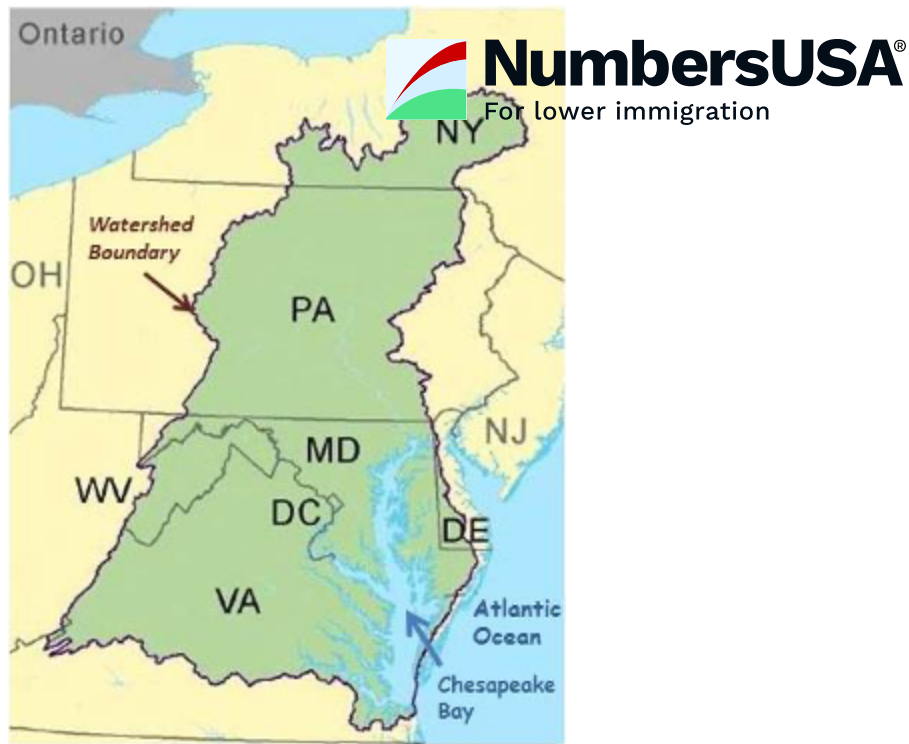 Ontario
NumbersUSA®
For lower immigration
NY
Watershed
Boundary
OH
PA
MD
NJ
WV
DC
DE
VA
Atlantic
Ocean
Chesapeake
Bay